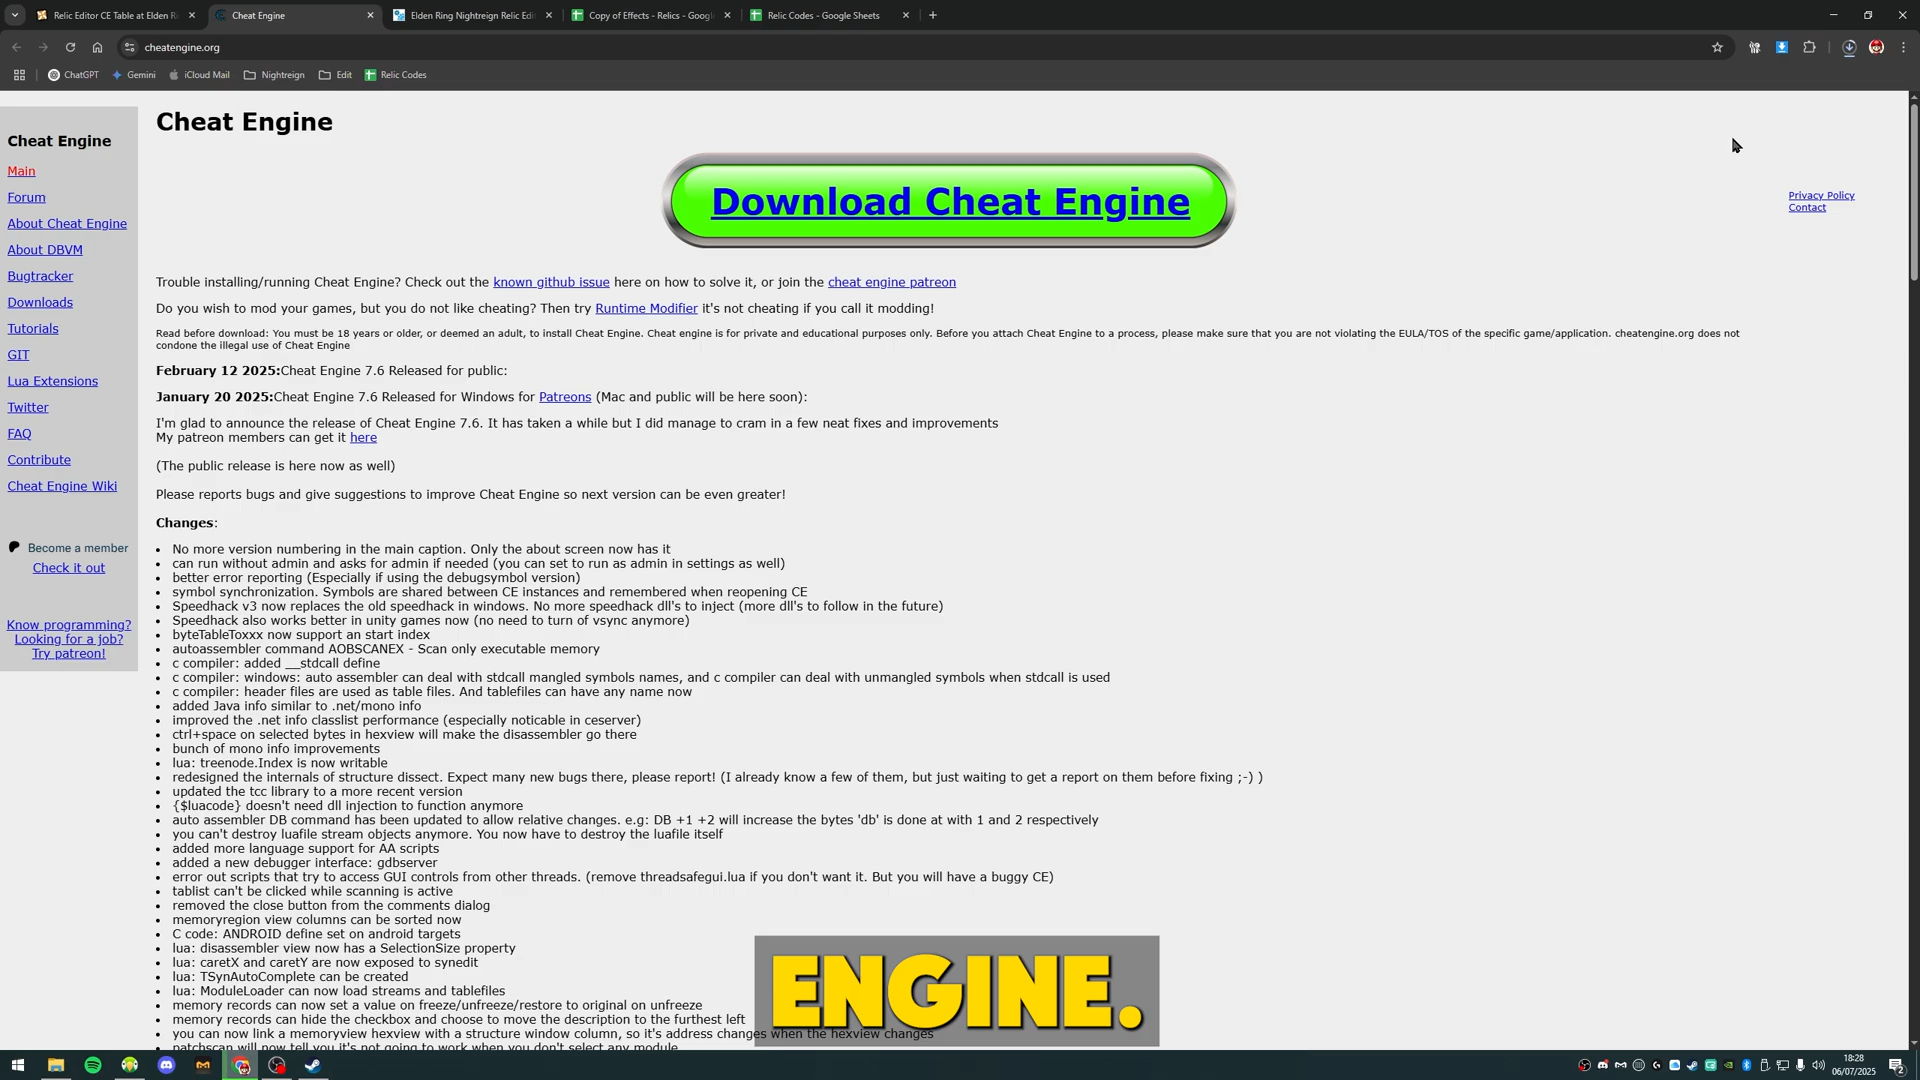 Relic Editor CE Table at Elden R
Cheat Engine
Elden Ring Nightreign Relic Edi
Copy of Effects - Relics - Googl
Relic Codes - Google Sheets
cheatengine.org
ChatGPT
Gemini
iCloud Mail
Nightreign
Edit
Relic Codes
Cheat Engine
Main
Forum
About Cheat Engine
About DBVM
Bugtracker
Downloads
Tutorials
GIT
Lua Extensions
Twitter
FAQ
Contribute
Cheat Engine Wiki
Become a member
Check it out
Know programming?
Looking for a job?
Try patreon!
Cheat Engine
Download Cheat Engine
Privacy Policy
Contact
Trouble installing/running Cheat Engine? Check out the known github issue here on how to solve it, or join the cheat engine patreon
Do you wish to mod your games, but you do not like cheating? Then try Runtime Modifier it's not cheating if you call it modding!
Read before download: You must be 18 years or older, or deemed an adult, to install Cheat Engine. Cheat engine is for private and educational purposes only. Before you attach Cheat Engine to a process, please make sure that you are not violating the EULA/TOS of the specific game/application. cheatengine.org does not
condone the illegal use of Cheat Engine
February 12 2025:Cheat Engine 7.6 Released for public:
January 20 2025:Cheat Engine 7.6 Released for Windows for Patreons (Mac and public will be here soon):
I'm glad to announce the release of Cheat Engine 7.6. It has taken a while but I did manage to cram in a few neat fixes and improvements
My patreon members can get it here
(The public release is here now as well)
Please reports bugs and give suggestions to improve Cheat Engine so next version can be even greater!
Changes:
• No more version numbering in the main caption. Only the about screen now has it
• can run without admin and asks for admin if needed (you can set to run as admin in settings as well)
• better error reporting (Especially if using the debugsymbol version)
• symbol synchronization. Symbols are shared between CE instances and remembered when reopening CE
• Speedhack v3 now replaces the old speedhack in windows. No more speedhack dll's to inject (more dll's to follow in the future)
• Speedhack also works better in unity games now (no need to turn of vsync anymore)
• byteTableToxxx now support an start index
• autoassembler command AOBSCANEX - Scan only executable memory
• c compiler: added __stdcall define
• c compiler: windows: auto assembler can deal with stdcall mangled symbols names, and c compiler can deal with unmangled symbols when stdcall is used
• c compiler: header files are used as table files. And tablefiles can have any name now
• added Java info similar to .net/mono info
• improved the .net info classlist performance (especially noticable in ceserver)
• ctrl+space on selected bytes in hexview will make the disassembler go there
• bunch of mono info improvements
• lua: treenode.Index is now writable
• redesigned the internals of structure dissect. Expect many new bugs there, please report! (I already know a few of them, but just waiting to get a report on them before fixing ;-) )
• updated the tcc library to a more recent version
• {$luacode} doesn't need dll injection to function anymore
• auto assembler DB command has been updated to allow relative changes. e.g: DB +1 +2 will increase the bytes 'db' is done at with 1 and 2 respectively
• you can't destroy luafile stream objects anymore. You now have to destroy the luafile itself
• added more language support for AA scripts
• added a new debugger interface: gdbserver
• error out scripts that try to access GUI controls from other threads. (remove threadsafegui.lua if you don't want it. But you will have a buggy CE)
• tablist can't be clicked while scanning is active
• removed the close button from the comments dialog
• memoryregion view columns can be sorted now
• C code: ANDROID define set on android targets
• lua: disassembler view now has a SelectionSize property
• lua: caretX and caretY are now exposed to synedit
• lua: TSynAutoComplete can be created
• lua: ModuleLoader can now load streams and tablefiles
• memory records can now set a value on freeze/unfreeze/restore to original on unfreeze
• memory records can hide the checkbox and choose to move the description to the furthest left
• you can now link a memoryview hexview with a structure window column, so it's address changes when the hexview changes
• patchscan will now tell you it's not going to work when you don't select any module
ENGINE.
18:28
06/07/2025
2